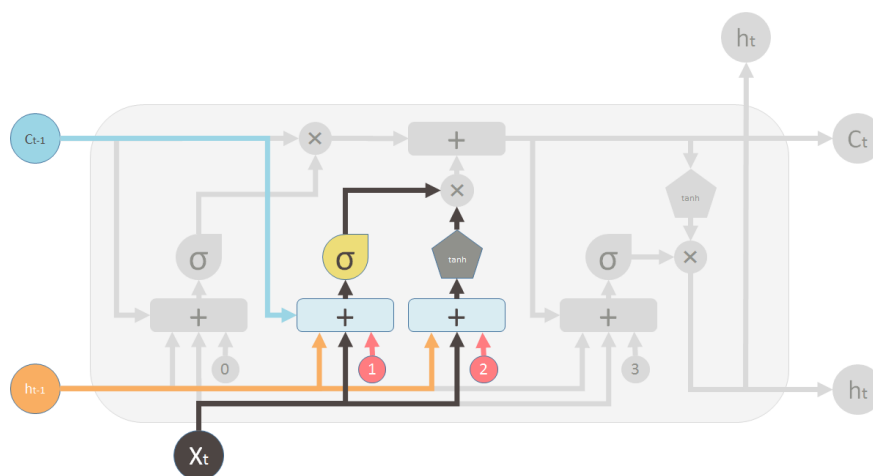 hₜ
Cₜ₋₁
×
+
Cₜ
×
tanh
σ
σ
tanh
σ
×
+
+
+
+
0
1
2
3
hₜ₋₁
hₜ
Xₜ